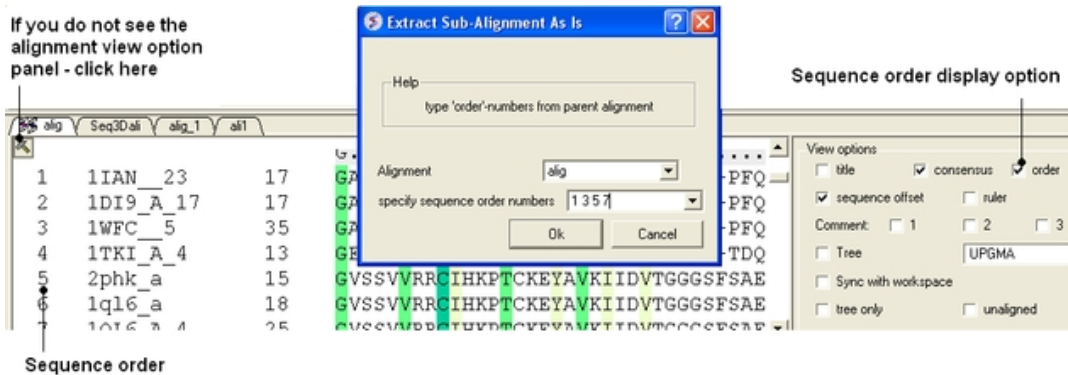 If you do not see the
alignment view option
panel - click here
Extract Sub-Alignment As Is
Help
type 'order'-numbers from parent alignment
Alignment
alig
specify sequence order numbers
1 3 5 7
Ok
Cancel
Sequence order display option
alig
Seq3Dali
alig_1
ali1
1 1IAN__23 17 GA PFQ
2 1DI9_A_17 17 GA PFQ
3 1WFC__5 35 GA PFQ
4 1TKI_A_4 13 GE TDQ
5 2phk_a 15 GVSSVVRRCIHKPTCKEYAVKIIDVTGGGSFSAE
6 1ql6_a 18 GVSSVVRRCIHKPTCKEYAVKIIDVTGGGSFSAE
View options
title
consensus
order
sequence offset
ruler
Comment: 1 2 3
Tree
UPGMA
Sync with workspace
tree only
unaligned
Sequence order